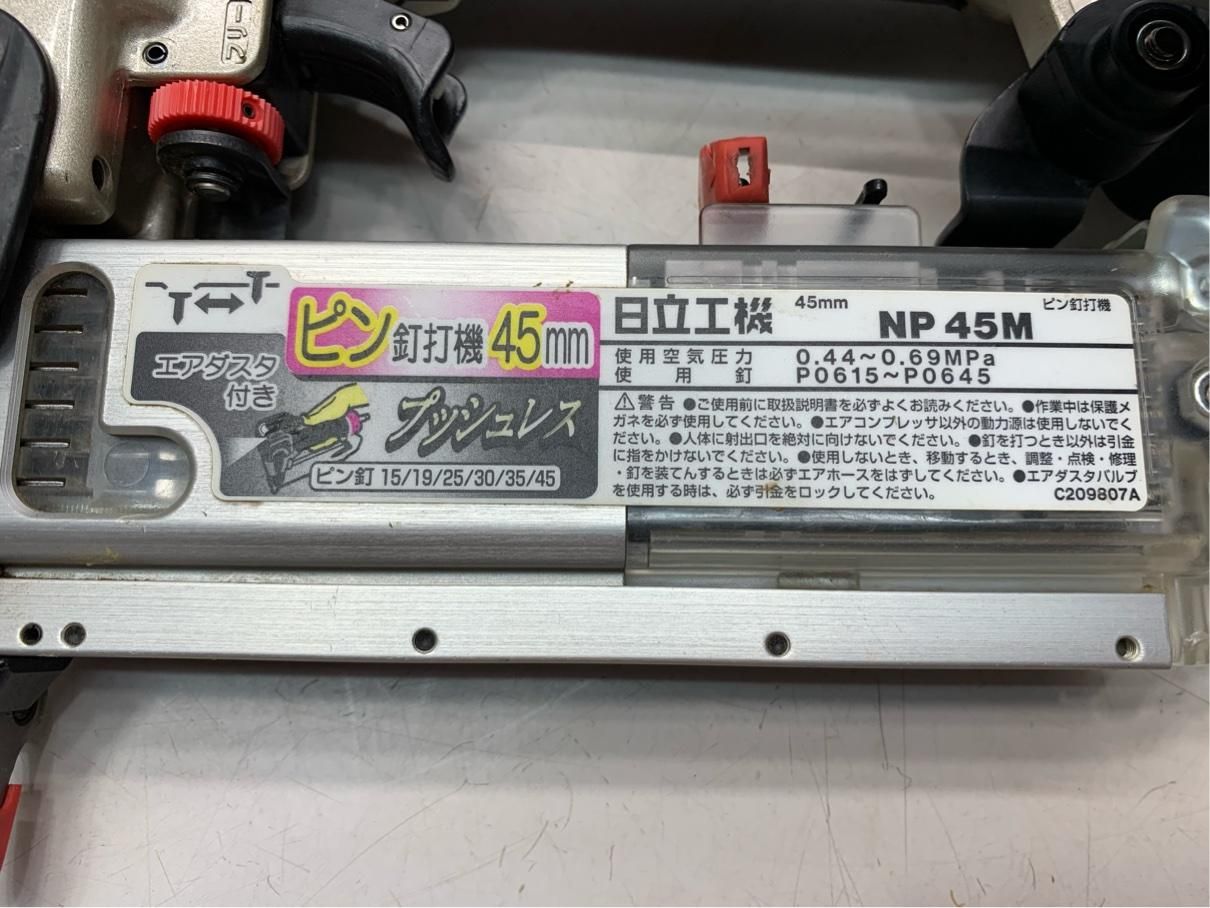 フリー
エアダスタ
付き
ピン釘打機45mm
プッシュレス
ピン釘 15/19/25/30/35/45
日立工機 45mm NP 45M ピン釘打機
使用空気圧力 0.44～0.69MPa
使用釘 P0615～P0645
⚠警告 ●ご使用前に取扱説明書を必ずよくお読みください。●作業中は保護メ
ガネを必ず使用してください。●エアコンプレッサ以外の動力源は使用しないでく
ださい。●人体に射出口を絶対に向けないでください。●釘を打つとき以外は引金
に指をかけないでください。●使用しないとき、移動するとき、調整・点検・修理
・釘を装てんするときは必ずエアホースをはずしてください。●エアダスタバルブ
を使用する時は、必ず引金をロックしてください。 C209807A